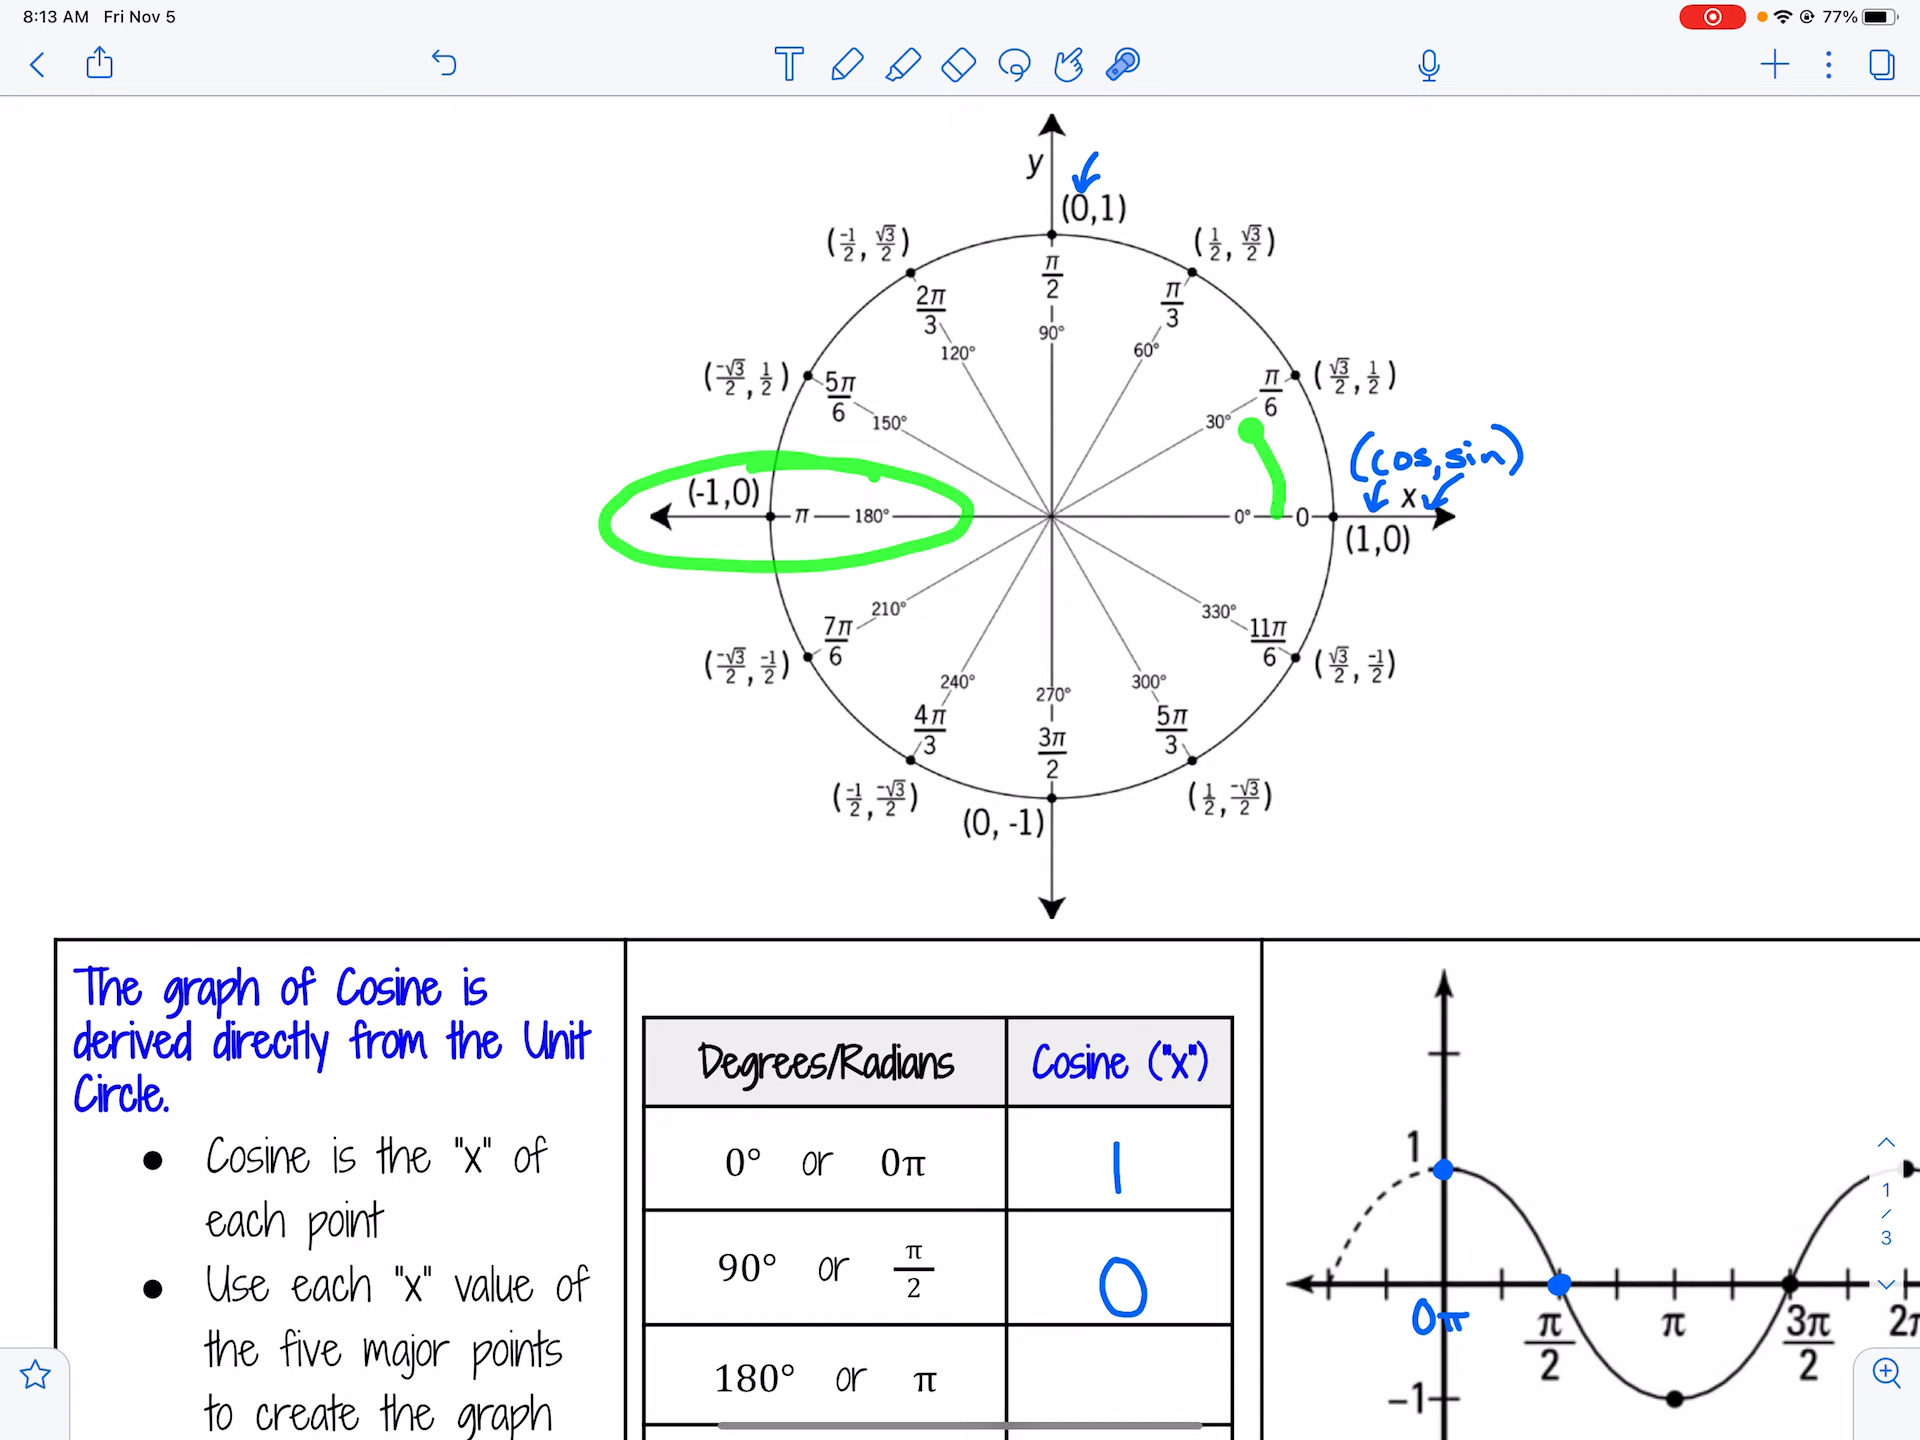 8:13 AM Fri Nov 5
77%
T
y
(0,1)
(-1/2, √3/2)
(1/2, √3/2)
π/2
2π/3
π/3
90°
120°
60°
(-√3/2, 1/2)
5π/6
π/6
(√3/2, 1/2)
150°
30°
(cos, sin)
(-1,0)
x
π 180°
0° 0
(1,0)
210°
330°
7π/6
11π/6
(-√3/2, -1/2)
(√3/2, -1/2)
240°
270°
300°
4π/3
3π/2
5π/3
(-1/2, -√3/2)
(1/2, -√3/2)
(0, -1)
The graph of Cosine is
derived directly from the Unit
Circle.
● Cosine is the "x" of
each point
● Use each "x" value of
the five major points
to create the graph
Degrees/Radians Cosine ("x")
0° or 0π 1
90° or π/2 0
180° or π
1
0π
π/2
π
3π/2
-1
1
/
3